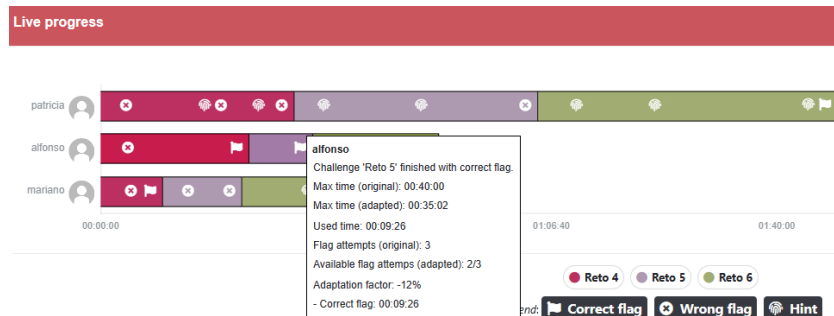 Live progress
patricia
alfonso
mariano
alfonso
Challenge 'Reto 5' finished with correct flag.
Max time (original): 00:40:00
Max time (adapted): 00:35:02
Used time: 00:09:26
Flag attempts (original): 3
Available flag attemps (adapted): 2/3
Adaptation factor: -12%
- Correct flag: 00:09:26
00:00:00
01:06:40
01:40:00
Reto 4
Reto 5
Reto 6
end:
Correct flag
Wrong flag
Hint